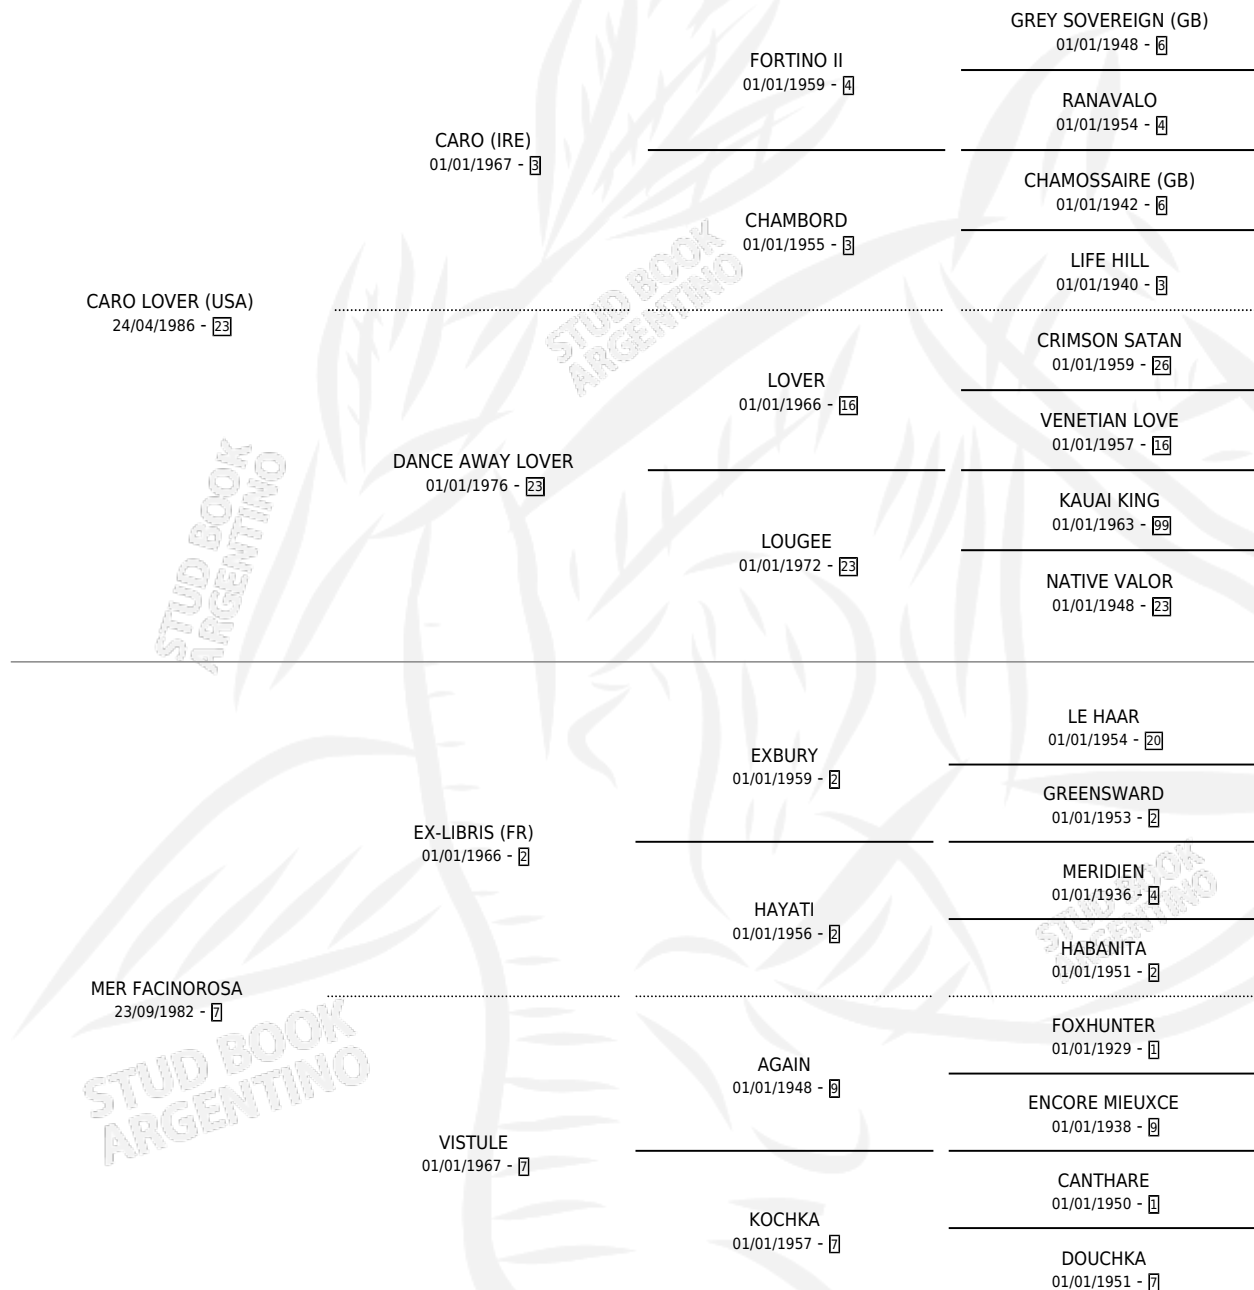 GREY SOVEREIGN (GB)
01/01/1948 - 6
FORTINO II
01/01/1959 - 4
RANAVALO
01/01/1954 - 4
CARO (IRE)
01/01/1967 - 3
CHAMOSSAIRE (GB)
01/01/1942 - 6
CHAMBORD
01/01/1955 - 3
LIFE HILL
01/01/1940 - 3
CARO LOVER (USA)
24/04/1986 - 23
CRIMSON SATAN
01/01/1959 - 26
LOVER
01/01/1966 - 16
VENETIAN LOVE
01/01/1957 - 16
DANCE AWAY LOVER
01/01/1976 - 23
KAUAI KING
01/01/1963 - 99
LOUGEE
01/01/1972 - 23
NATIVE VALOR
01/01/1948 - 23
STUD BOOK
ARGENTINO
STUD BOOK
ARGENTINO
LE HAAR
01/01/1954 - 20
EXBURY
01/01/1959 - 2
GREENSWARD
01/01/1953 - 2
EX-LIBRIS (FR)
01/01/1966 - 2
MERIDIEN
01/01/1936 - 4
HAYATI
01/01/1956 - 2
HABANITA
01/01/1951 - 2
MER FACINOROSA
23/09/1982 - 7
FOXHUNTER
01/01/1929 - 1
AGAIN
01/01/1948 - 9
ENCORE MIEUXCE
01/01/1938 - 9
VISTULE
01/01/1967 - 7
CANTHARE
01/01/1950 - 1
KOCHKA
01/01/1957 - 7
DOUCHKA
01/01/1951 - 7
STUD BOOK
ARGENTINO
STUD BOOK
ARGENTINO